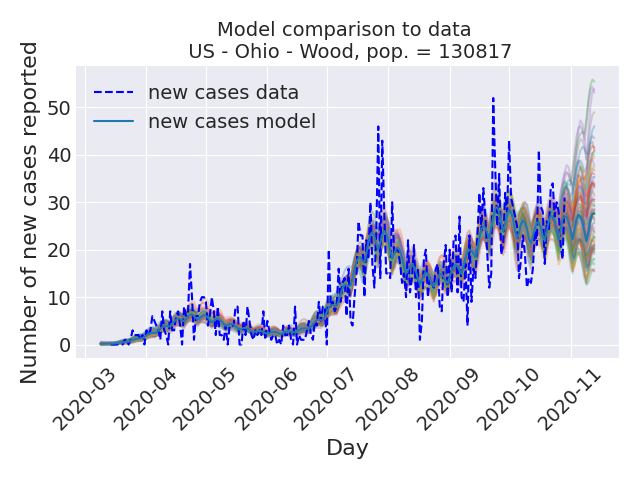 Model comparison to data
US - Ohio - Wood, pop. = 130817
Number of new cases reported
new cases data
new cases model
50
40
30
20
10
0
2020-03
2020-04
2020-05
2020-06
2020-07
2020-08
2020-09
2020-10
2020-11
Day